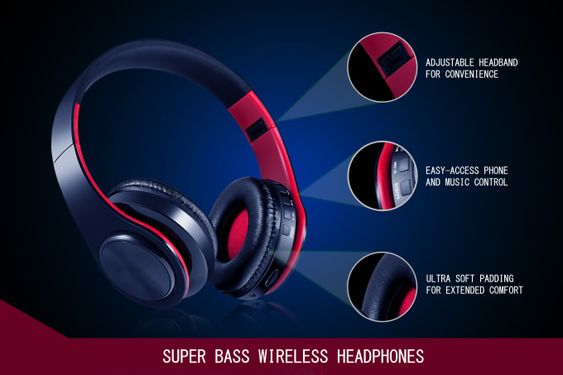 ADJUSTABLE HEADBAND
FOR CONVENIENCE
EASY-ACCESS PHONE
AND MUSIC CONTROL
ULTRA SOFT PADDING
FOR EXTENDED COMFORT
SUPER BASS WIRELESS HEADPHONES